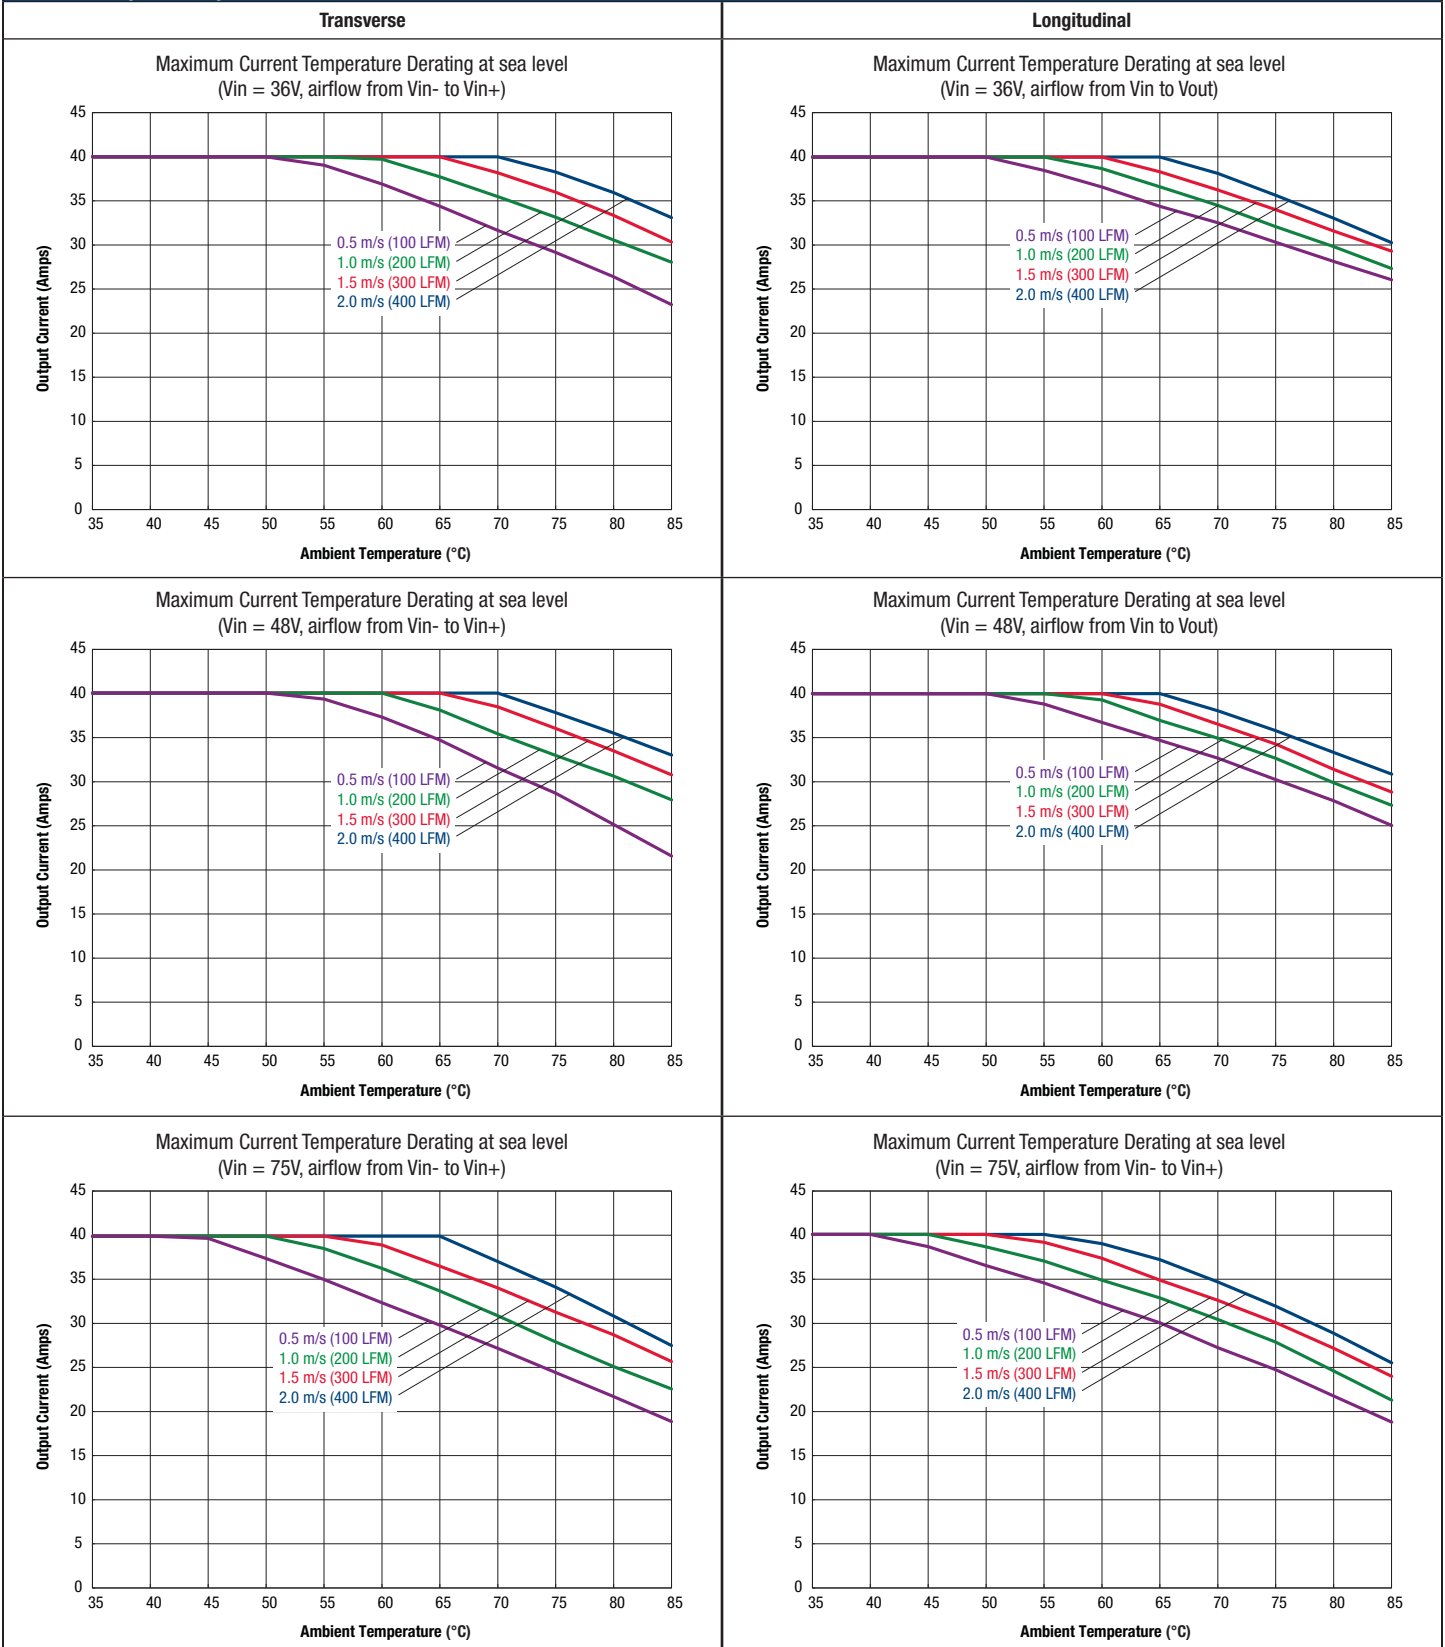 Transverse
Longitudinal
Maximum Current Temperature Derating at sea level
(Vin = 36V, airflow from Vin- to Vin+)
45
40
35
30
25
20
15
10
5
0
Output Current (Amps)
0.5 m/s (100 LFM)
1.0 m/s (200 LFM)
1.5 m/s (300 LFM)
2.0 m/s (400 LFM)
35 40 45 50 55 60 65 70 75 80 85
Ambient Temperature (°C)
Maximum Current Temperature Derating at sea level
(Vin = 36V, airflow from Vin to Vout)
45
40
35
30
25
20
15
10
5
0
Output Current (Amps)
0.5 m/s (100 LFM)
1.0 m/s (200 LFM)
1.5 m/s (300 LFM)
2.0 m/s (400 LFM)
35 40 45 50 55 60 65 70 75 80 85
Ambient Temperature (°C)
Maximum Current Temperature Derating at sea level
(Vin = 48V, airflow from Vin- to Vin+)
45
40
35
30
25
20
15
10
5
0
Output Current (Amps)
0.5 m/s (100 LFM)
1.0 m/s (200 LFM)
1.5 m/s (300 LFM)
2.0 m/s (400 LFM)
35 40 45 50 55 60 65 70 75 80 85
Ambient Temperature (°C)
Maximum Current Temperature Derating at sea level
(Vin = 48V, airflow from Vin to Vout)
45
40
35
30
25
20
15
10
5
0
Output Current (Amps)
0.5 m/s (100 LFM)
1.0 m/s (200 LFM)
1.5 m/s (300 LFM)
2.0 m/s (400 LFM)
35 40 45 50 55 60 65 70 75 80 85
Ambient Temperature (°C)
Maximum Current Temperature Derating at sea level
(Vin = 75V, airflow from Vin- to Vin+)
45
40
35
30
25
20
15
10
5
0
Output Current (Amps)
0.5 m/s (100 LFM)
1.0 m/s (200 LFM)
1.5 m/s (300 LFM)
2.0 m/s (400 LFM)
35 40 45 50 55 60 65 70 75 80 85
Ambient Temperature (°C)
Maximum Current Temperature Derating at sea level
(Vin = 75V, airflow from Vin- to Vin+)
45
40
35
30
25
20
15
10
5
0
Output Current (Amps)
0.5 m/s (100 LFM)
1.0 m/s (200 LFM)
1.5 m/s (300 LFM)
2.0 m/s (400 LFM)
35 40 45 50 55 60 65 70 75 80 85
Ambient Temperature (°C)